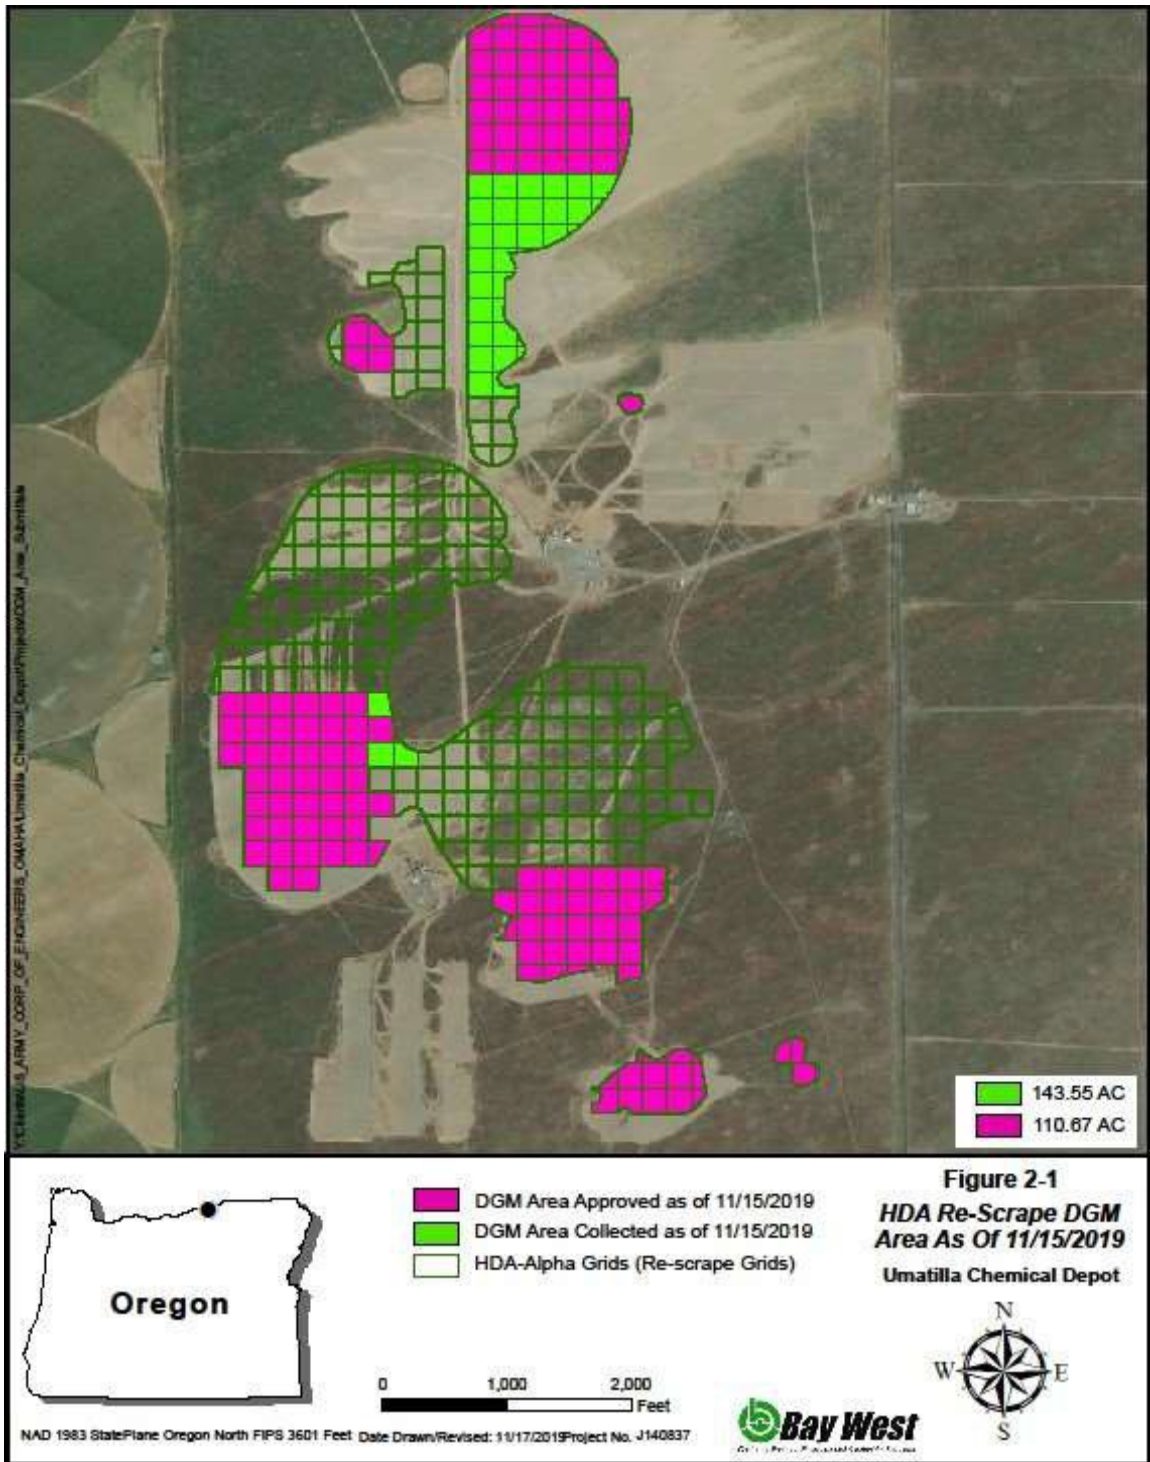 143.55 AC
110.67 AC
Oregon
DGM Area Approved as of 11/15/2019
DGM Area Collected as of 11/15/2019
HDA-Alpha Grids (Re-scrape Grids)
Figure 2-1
HDA Re-Scrape DGM
Area As Of 11/15/2019
Umatilla Chemical Depot
N
W E
S
0 1,000 2,000
Feet
Bay West
NAD 1983 StatePlane Oregon North FIPS 3601 Feet Date Drawn/Revised: 11/17/2019 Project No. J140837